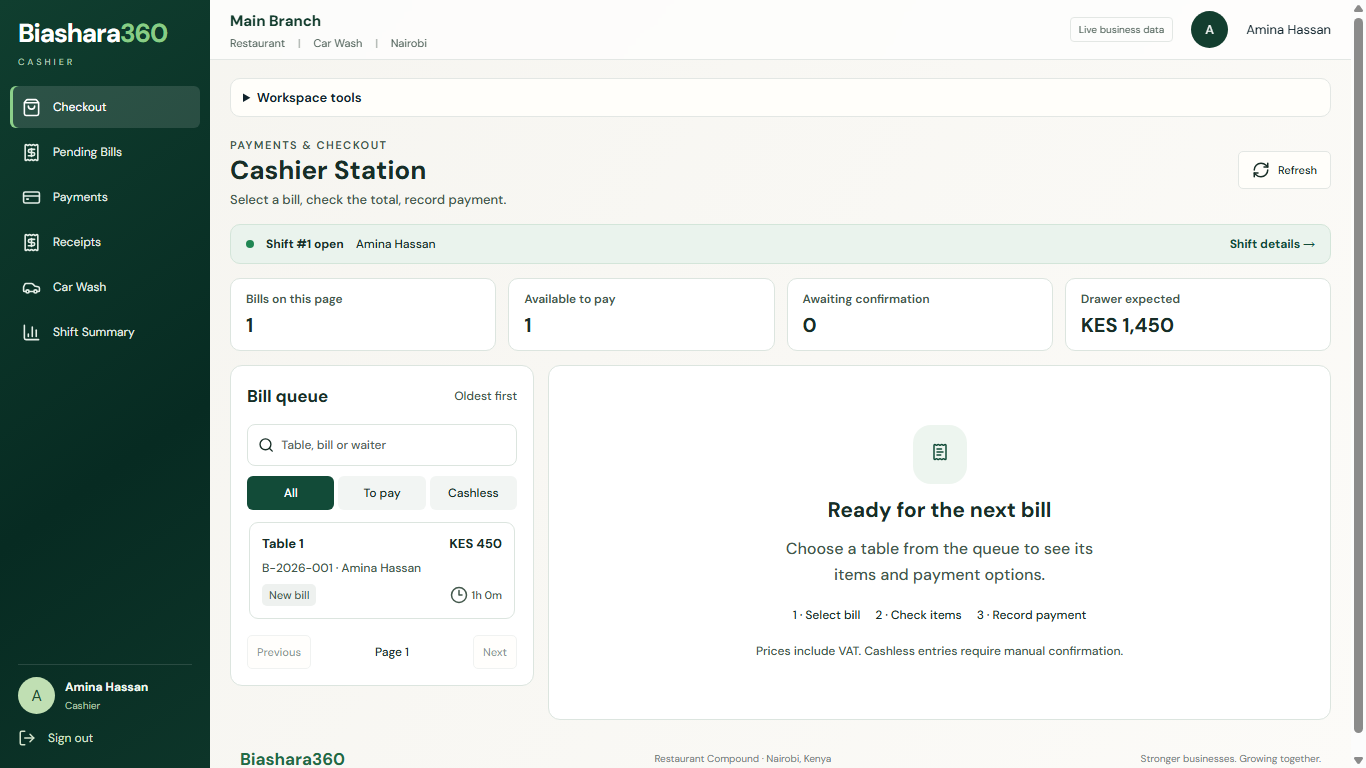 Biashara360
CASHIER
Checkout
Pending Bills
Payments
Receipts
Car Wash
Shift Summary
A
Amina Hassan
Cashier
Sign out
Main Branch
Restaurant | Car Wash | Nairobi
Live business data
A
Amina Hassan
Workspace tools
PAYMENTS & CHECKOUT
Cashier Station
Select a bill, check the total, record payment.
Refresh
Shift #1 open Amina Hassan
Shift details →
Bills on this page
1
Available to pay
1
Awaiting confirmation
0
Drawer expected
KES 1,450
Bill queue
Oldest first
Table, bill or waiter
All
To pay
Cashless
Table 1
KES 450
B-2026-001 · Amina Hassan
New bill
1h 0m
Previous
Page 1
Next
Ready for the next bill
Choose a table from the queue to see its
items and payment options.
1 · Select bill 2 · Check items 3 · Record payment
Prices include VAT. Cashless entries require manual confirmation.
Biashara360
Restaurant Compound · Nairobi, Kenya
Stronger businesses. Growing together.